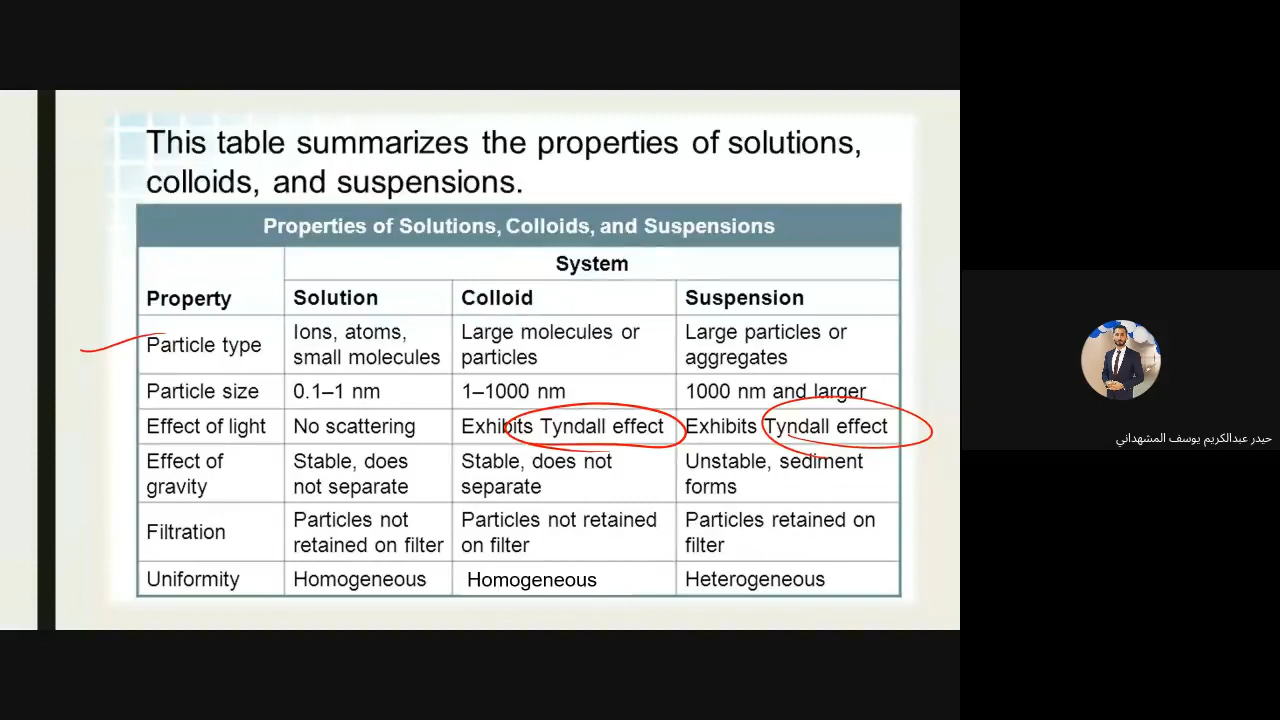 This table summarizes the properties of solutions,
colloids, and suspensions.
Properties of Solutions, Colloids, and Suspensions
System
Property
Solution
Colloid
Suspension
Particle type
Ions, atoms,
small molecules
Large molecules or
particles
Large particles or
aggregates
Particle size
0.1–1 nm
1–1000 nm
1000 nm and larger
Effect of light
No scattering
Exhibits Tyndall effect
Exhibits Tyndall effect
Effect of
gravity
Stable, does
not separate
Stable, does not
separate
Unstable, sediment
forms
Filtration
Particles not
retained on filter
Particles not retained
on filter
Particles retained on
filter
Uniformity
Homogeneous
Homogeneous
Heterogeneous
حيدر عبدالكريم يوسف المشهداني